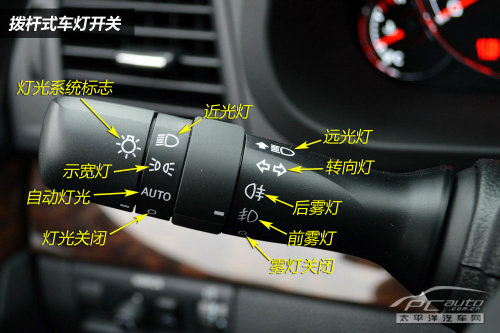 拨杆式车灯开关
灯光系统标志
近光灯
远光灯
示宽灯
转向灯
自动灯光
AUTO
后雾灯
灯光关闭
前雾灯
雾灯关闭
PCauto
.com.cn
太平洋汽车网